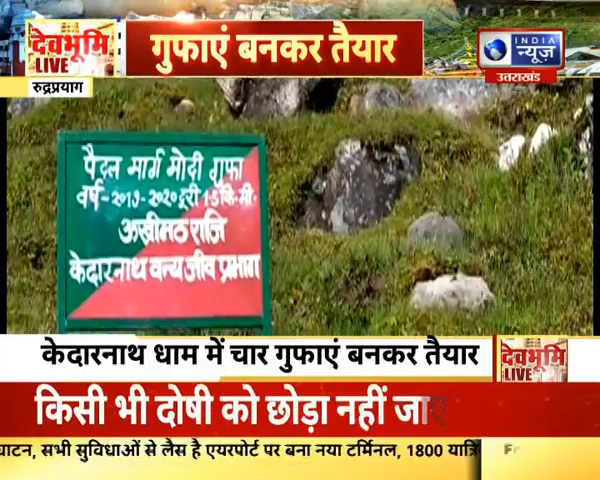 देवभूमि
LIVE
रुद्रप्रयाग
गुफाएं बनकर तैयार
INDIA
न्यूज़
उत्तराखण्ड
पैदल मार्ग मोदी गुफा
वर्ष-2019-2020 दूरी 1.5 कि.मी.
ऊखीमठ राजि
केदारनाथ वन्य जीव प्रभाग
केदारनाथ धाम में चार गुफाएं बनकर तैयार
देवभूमि
LIVE
किसी भी दोषी को छोड़ा नहीं जाए
घाटन, सभी सुविधाओं से लैस है एयरपोर्ट पर बना नया टर्मिनल, 1800 यात्रि